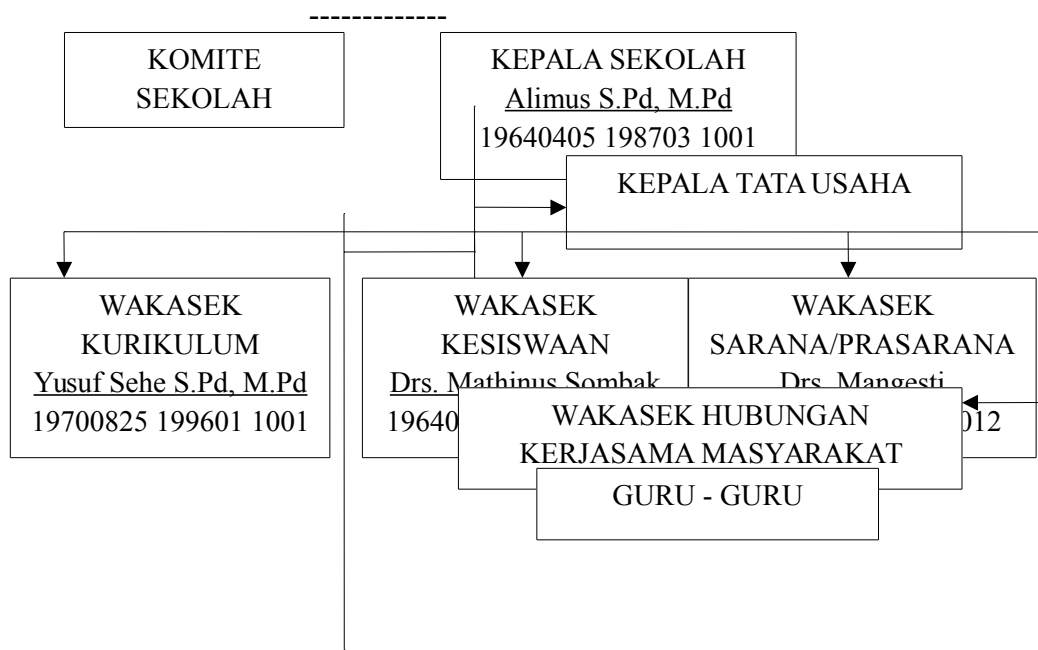 KOMITE
SEKOLAH
KEPALA SEKOLAH
Alimus S.Pd, M.Pd
19640405 198703 1001
KEPALA TATA USAHA
WAKASEK
KURIKULUM
Yusuf Sehe S.Pd, M.Pd
19700825 199601 1001
WAKASEK
KESISWAAN
Drs. Mathinus Sombak
19640
WAKASEK
SARANA/PRASARANA
Drs. Mangesti
012
WAKASEK HUBUNGAN
KERJASAMA MASYARAKAT
GURU - GURU